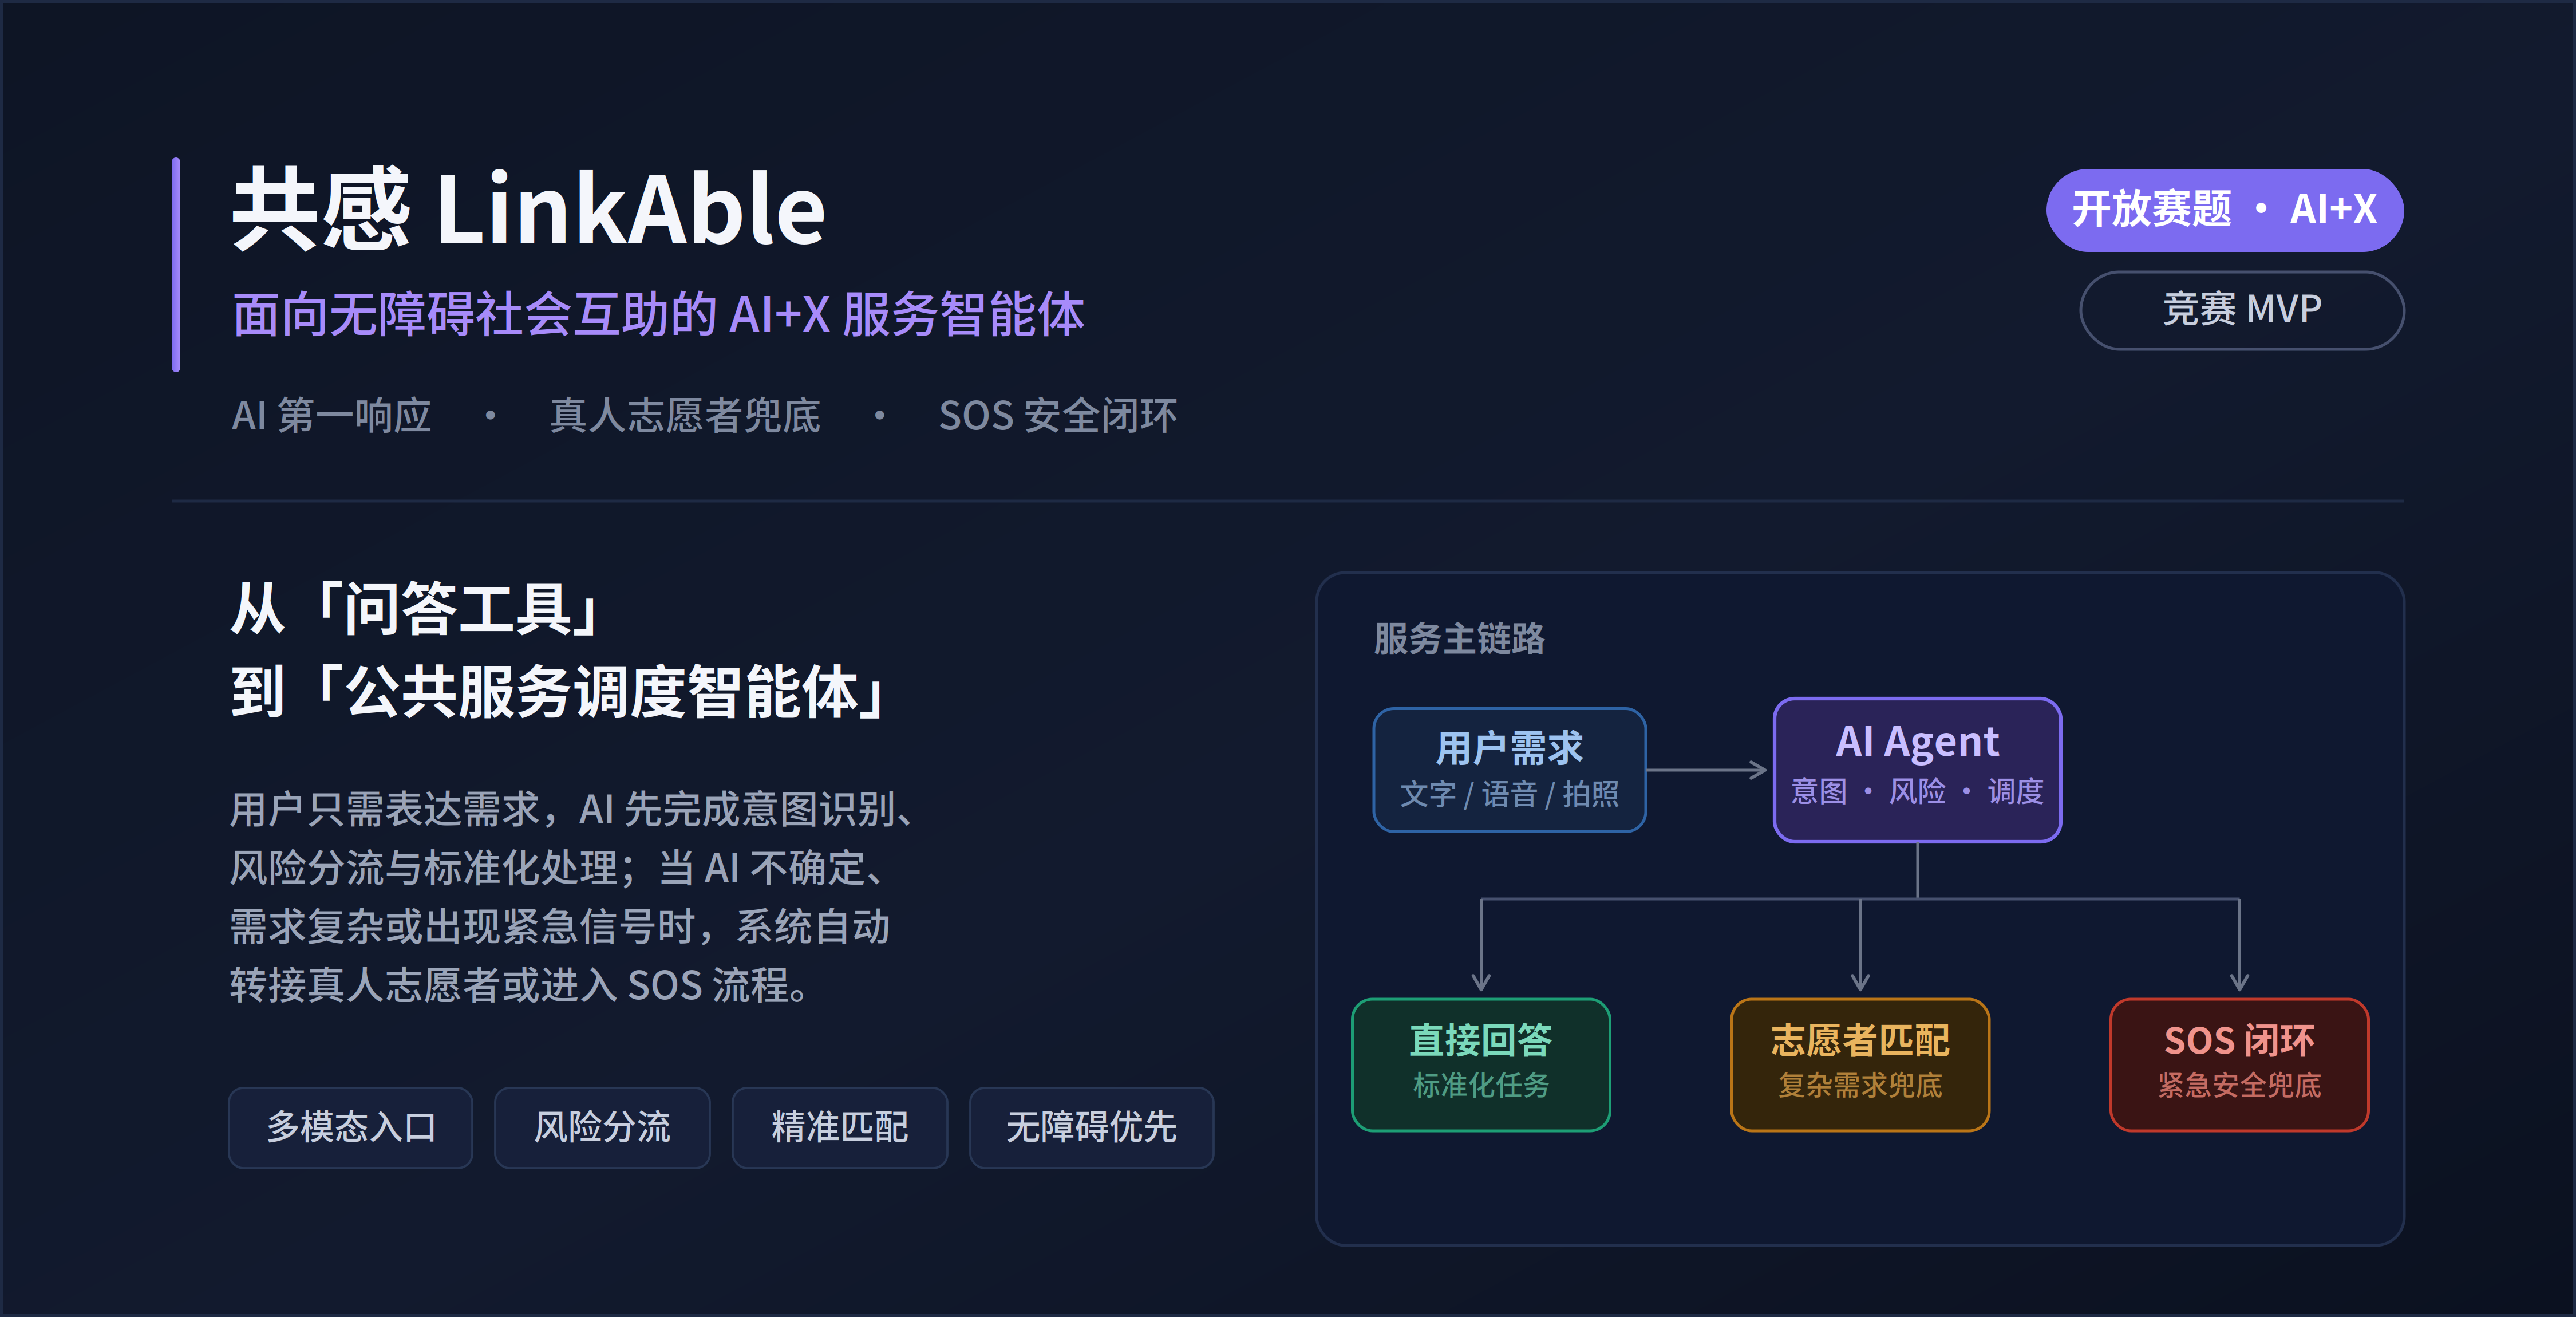 共感 LinkAble
面向无障碍社会互助的 AI+X 服务智能体
AI 第一响应 · 真人志愿者兜底 · SOS 安全闭环
开放赛题 · AI+X
竞赛 MVP
从「问答工具」
到「公共服务调度智能体」
用户只需表达需求，AI 先完成意图识别、
风险分流与标准化处理；当 AI 不确定、
需求复杂或出现紧急信号时，系统自动
转接真人志愿者或进入 SOS 流程。
多模态入口
风险分流
精准匹配
无障碍优先
服务主链路
用户需求
文字 / 语音 / 拍照
AI Agent
意图 · 风险 · 调度
直接回答
标准化任务
志愿者匹配
复杂需求兜底
SOS 闭环
紧急安全兜底